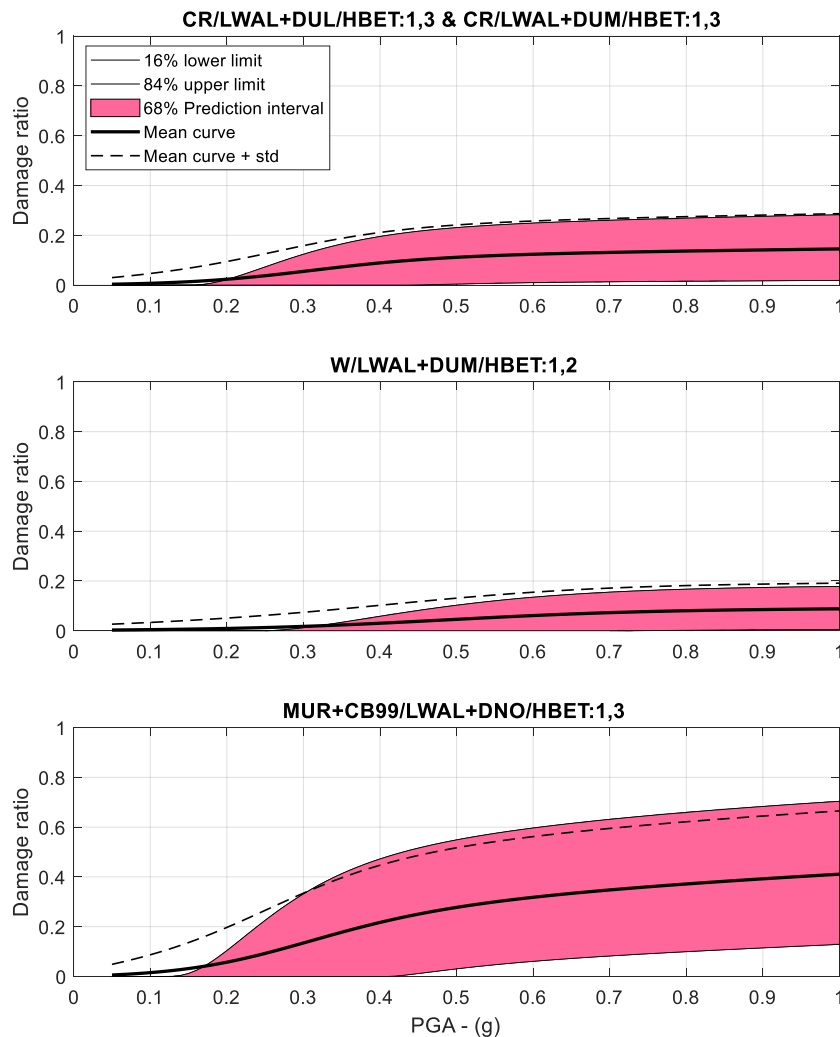 CR/LWAL+DUL/HBET:1,3 & CR/LWAL+DUM/HBET:1,3
1
16% lower limit
84% upper limit
0.8
68% Prediction interval
Mean curve
0.6
Mean curve + std
Damage ratio
0.4
0.2
0
0 0.1 0.2 0.3 0.4 0.5 0.6 0.7 0.8 0.9 1
W/LWAL+DUM/HBET:1,2
1
0.8
0.6
Damage ratio
0.4
0.2
0
0 0.1 0.2 0.3 0.4 0.5 0.6 0.7 0.8 0.9 1
MUR+CB99/LWAL+DNO/HBET:1,3
1
0.8
0.6
Damage ratio
0.4
0.2
0
0 0.1 0.2 0.3 0.4 0.5 0.6 0.7 0.8 0.9 1
PGA - (g)